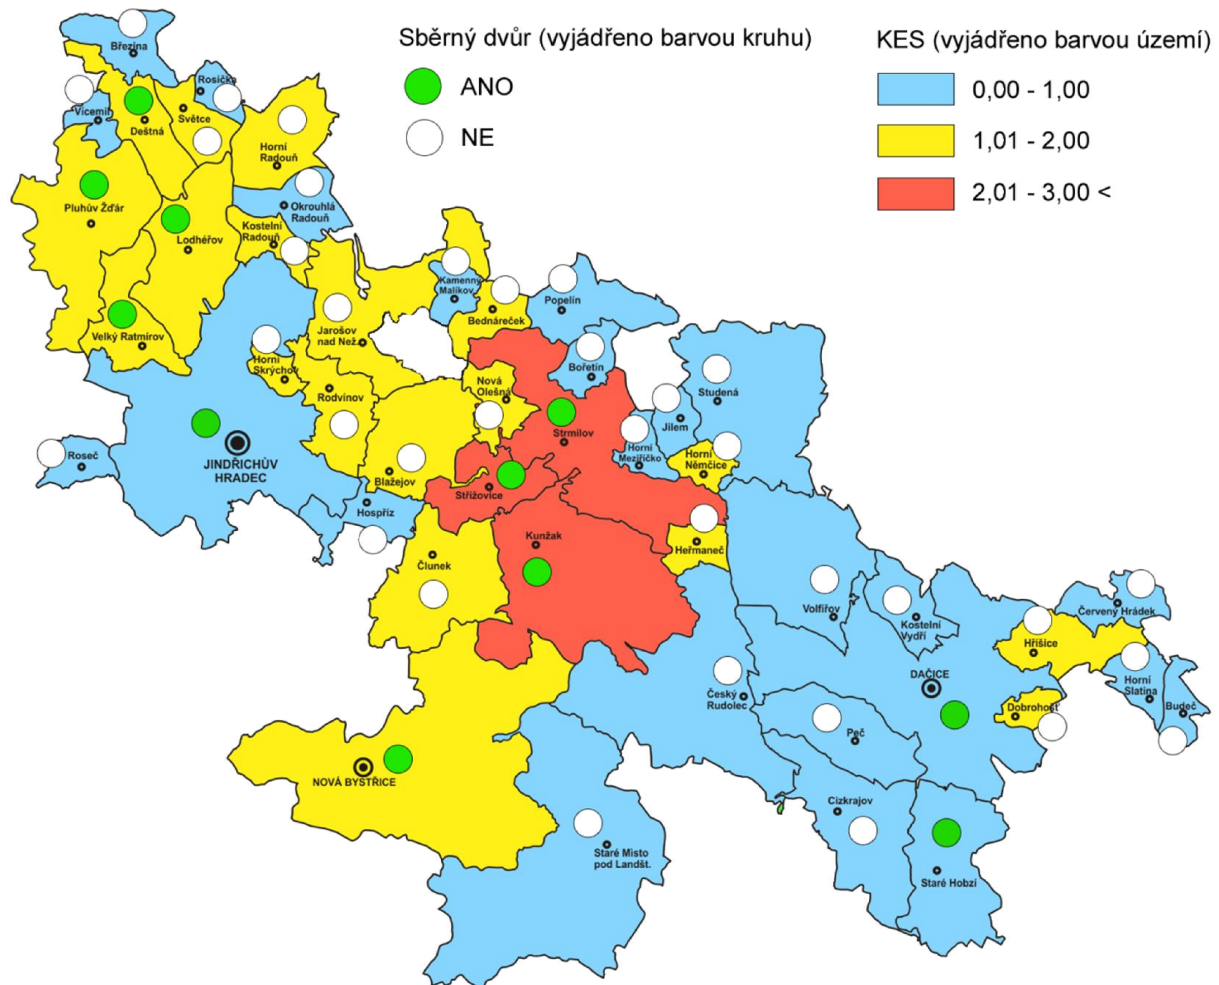 Sběrný dvůr (vyjádřeno barvou kruhu)
ANO
NE
KES (vyjádřeno barvou území)
0,00 - 1,00
1,01 - 2,00
2,01 - 3,00 <
Březina
Rosička
Vícemil
Deštná
Světce
Horní
Radouň
Pluhův Žďár
Okrouhlá
Radouň
Lodhéřov
Kostelní
Radouň
Kamenný
Malíkov
Popelín
Bednáreček
Velký Ratmírov
Jarošov
nad Než.
Horní
Skrýchov
Bořetín
Rodvínov
Nová
Olešná
Studená
Jilem
Strmilov
Horní
Meziříčko
Horní
Němčice
Roseč
JINDŘICHŮV
HRADEC
Blažejov
Střížovice
Hospříz
Kunžak
Heřmaneč
Člunek
Volfířov
Kostelní
Vydří
Červený Hrádek
Hříšice
DAČICE
Horní
Slatina
Budeč
Dobrohošť
Český
Rudolec
Peč
NOVÁ BYSTŘICE
Cizkrajov
Staré Místo
pod Landšt.
Staré Hobzí